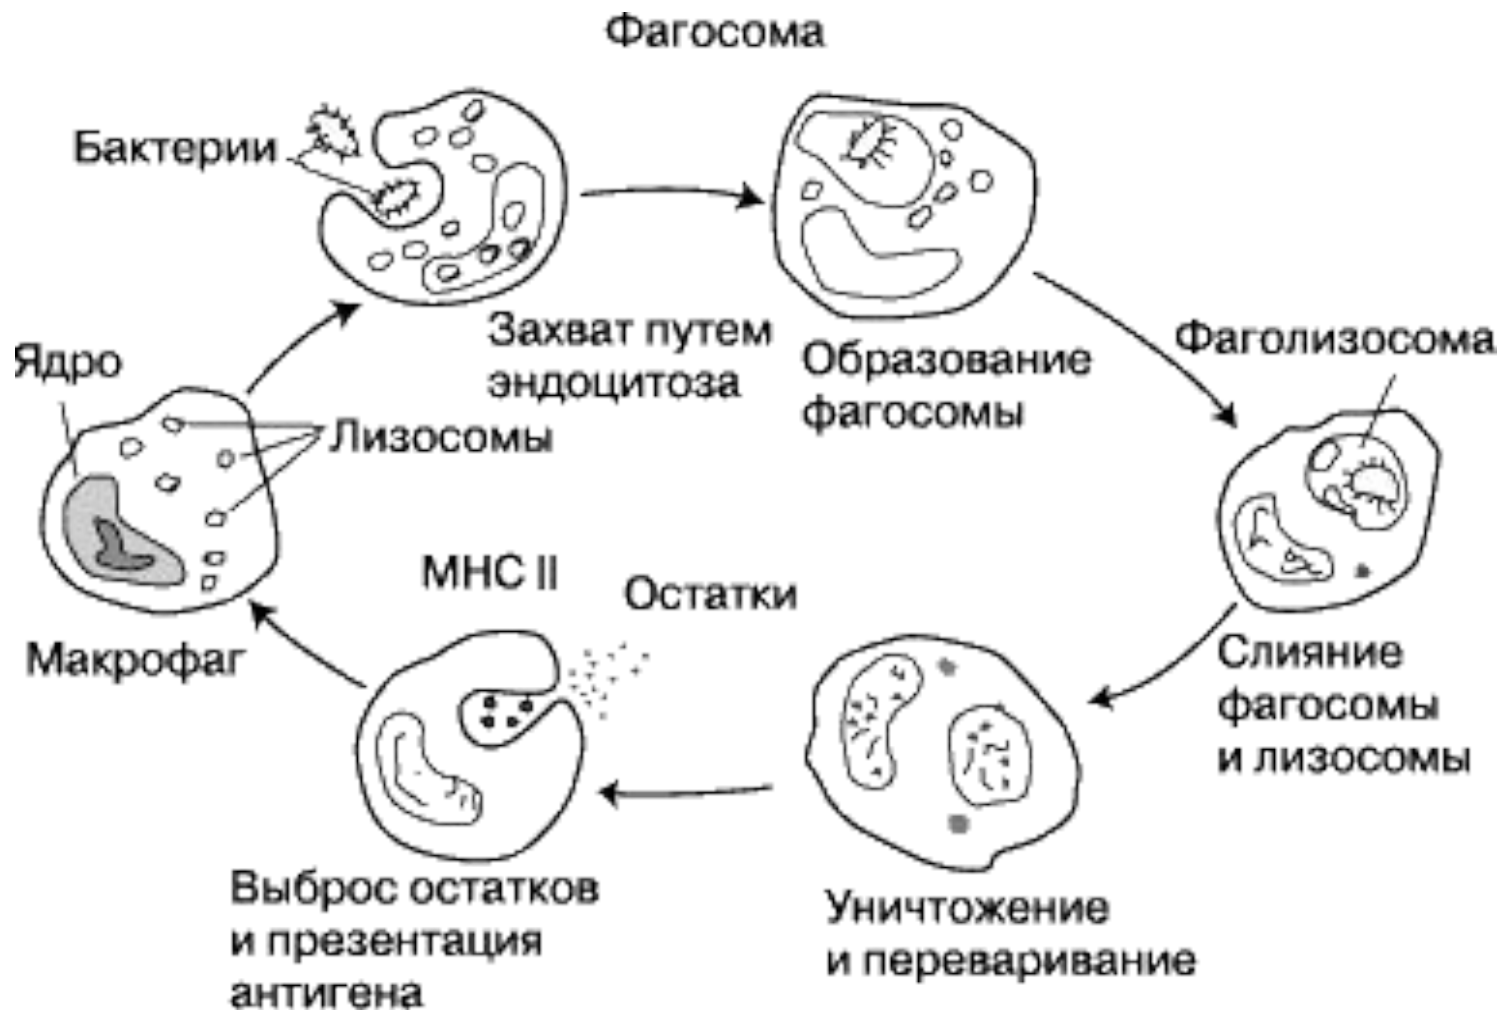 Фагосома
Бактерии
Захват путем
эндоцитоза
Образование
фагосомы
Фаголизосома
Ядро
Лизосомы
МНС II
Остатки
Макрофаг
Слияние
фагосомы
и лизосомы
Выброс остатков
и презентация
антигена
Уничтожение
и переваривание